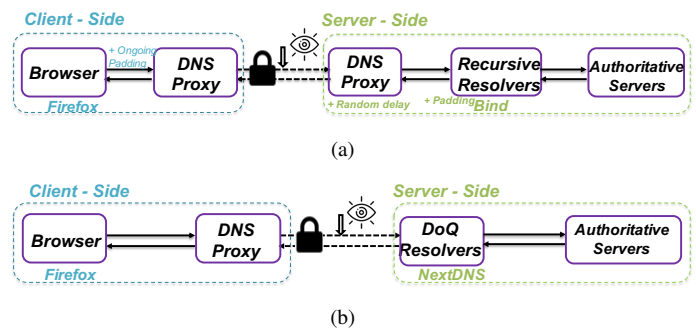 Client - Side
Server - Side
+ Ongoing
Padding
Browser
DNS
Proxy
DNS
Proxy
Recursive
Resolvers
Authoritative
Servers
Firefox
+ Random delay
+ Padding
Bind
(a)
Client - Side
Server - Side
Browser
DNS
Proxy
DoQ
Resolvers
Authoritative
Servers
Firefox
NextDNS
(b)